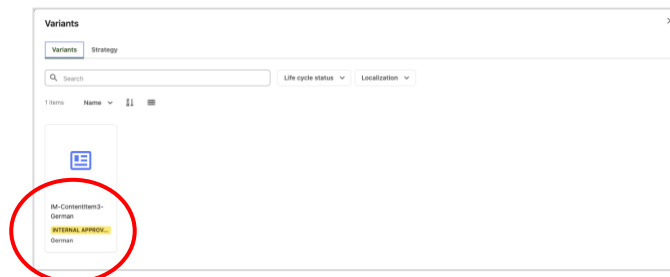 Variants
Variants Strategy
Search Life cycle status Localization
1 items Name
IM-ContentItem3-
German
INTERNAL APPROV...
German